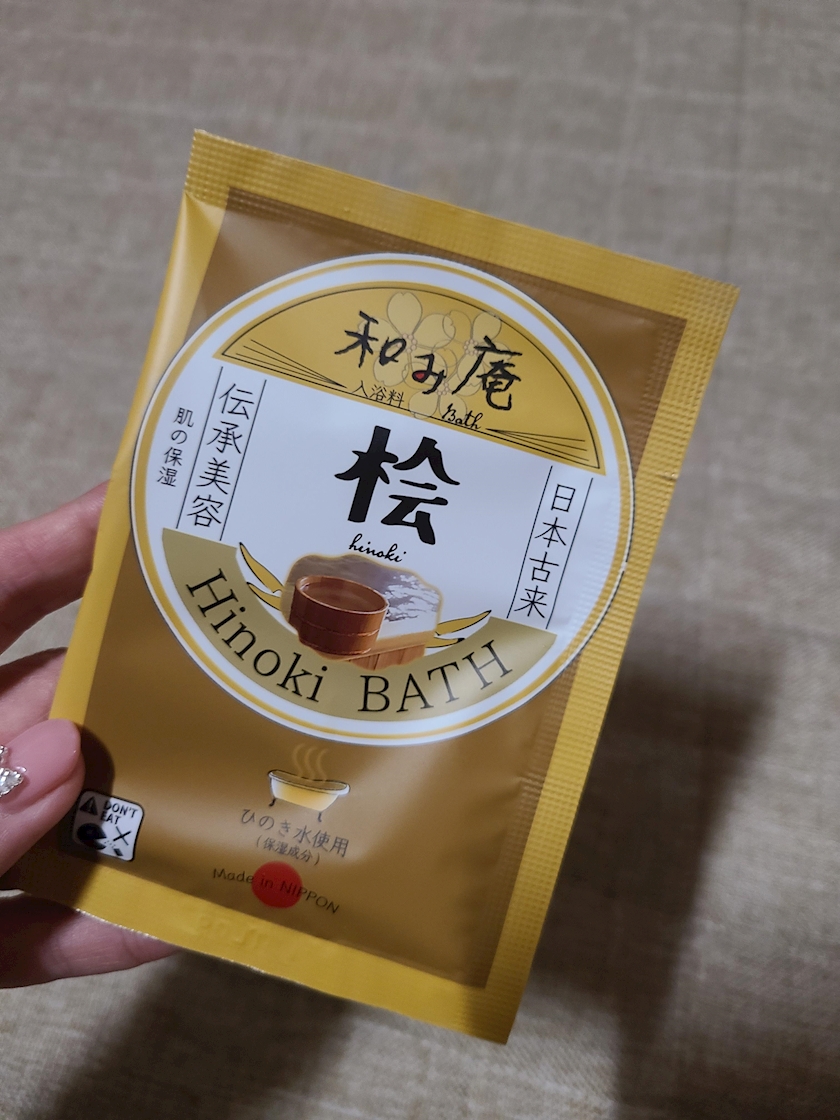 和み庵
入浴料
Bath
日本古来
桧
hinoki
伝承美容
肌の保湿
Hinoki BATH
ひのき水使用
(保湿成分)
Made in NIPPON
DON'T
EAT